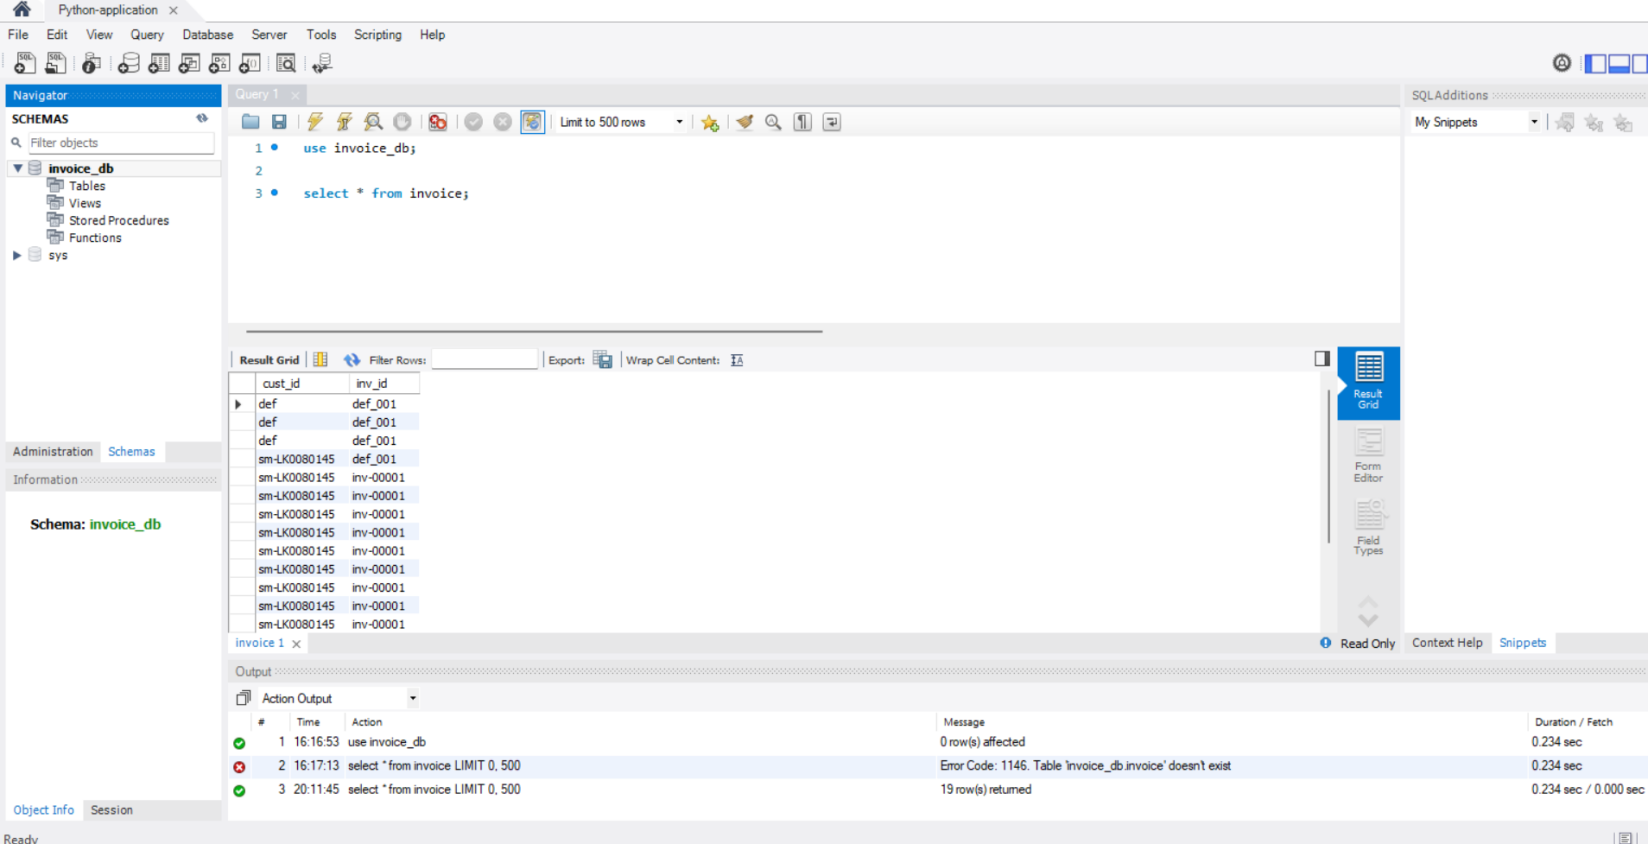 Python-application
File Edit View Query Database Server Tools Scripting Help
Navigator
SCHEMAS
Filter objects
invoice_db
Tables
Views
Stored Procedures
Functions
sys
Administration Schemas
Information
Schema: invoice_db
Object Info Session
Query 1
Limit to 500 rows
1 use invoice_db;
2
3 select * from invoice;
Result Grid Filter Rows: Export: Wrap Cell Content:
cust_id inv_id
def def_001
def def_001
def def_001
sm-LK0080145 def_001
sm-LK0080145 inv-00001
sm-LK0080145 inv-00001
sm-LK0080145 inv-00001
sm-LK0080145 inv-00001
sm-LK0080145 inv-00001
sm-LK0080145 inv-00001
sm-LK0080145 inv-00001
sm-LK0080145 inv-00001
sm-LK0080145 inv-00001
Result
Grid
Form
Editor
Field
Types
invoice 1
Read Only
SQLAdditions
My Snippets
Context Help Snippets
Output
Action Output
# Time Action Message Duration / Fetch
1 16:16:53 use invoice_db 0 row(s) affected 0.234 sec
2 16:17:13 select * from invoice LIMIT 0, 500 Error Code: 1146. Table 'invoice_db.invoice' doesn't exist 0.234 sec
3 20:11:45 select * from invoice LIMIT 0, 500 19 row(s) returned 0.234 sec / 0.000 sec
Ready